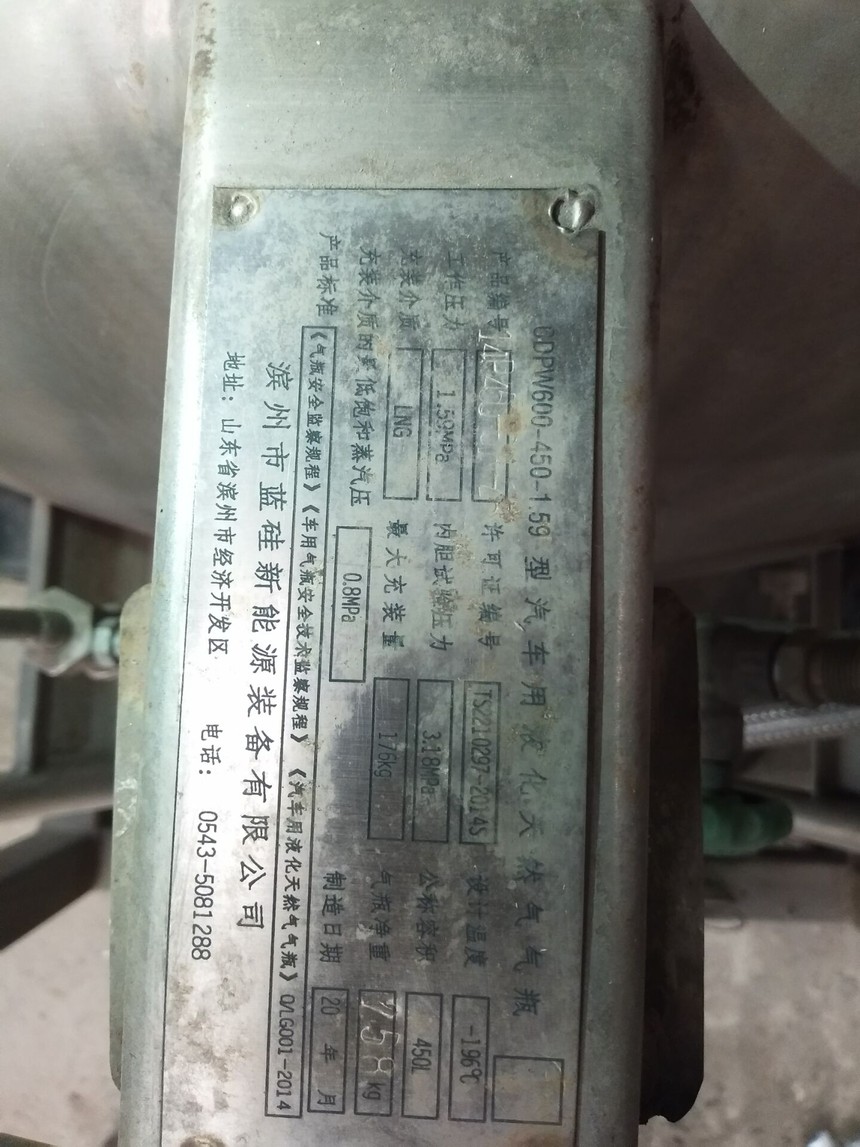 CDPW600-450-1.59 型汽车用液化天然气气瓶
产品编号 许可证编号 TS2210297-2014S 设计温度 -196℃
工作压力 1.59MPa 内胆试验压力 3.18MPa 公称容积 450L
充装介质 LNG 最大充装量 176kg 气瓶净重 kg
充装介质的最低饱和蒸汽压 0.8MPa 制造日期 20 年 月
产品标准 《气瓶安全监察规程》《车用气瓶安全技术监察规程》《汽车用液化天然气气瓶》Q/LG001-2014
滨州市蓝硅新能源装备有限公司
地址：山东省滨州市经济开发区 电话：0543-5081288